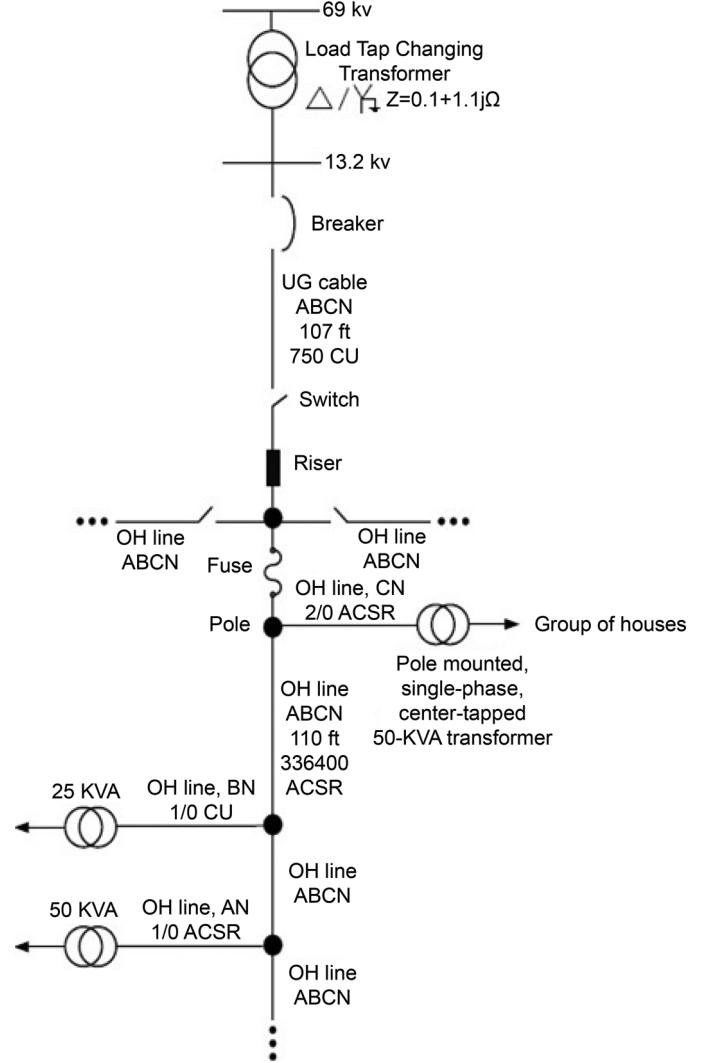 69 kv
Load Tap Changing
Transformer
Z=0.1+1.1jΩ
13.2 kv
Breaker
UG cable
ABCN
107 ft
750 CU
Switch
Riser
OH line
ABCN
OH line
ABCN
Fuse
OH line, CN
2/0 ACSR
Pole
Group of houses
Pole mounted,
single-phase,
center-tapped
50-KVA transformer
OH line
ABCN
110 ft
336400
ACSR
25 KVA
OH line, BN
1/0 CU
OH line
ABCN
50 KVA
OH line, AN
1/0 ACSR
OH line
ABCN